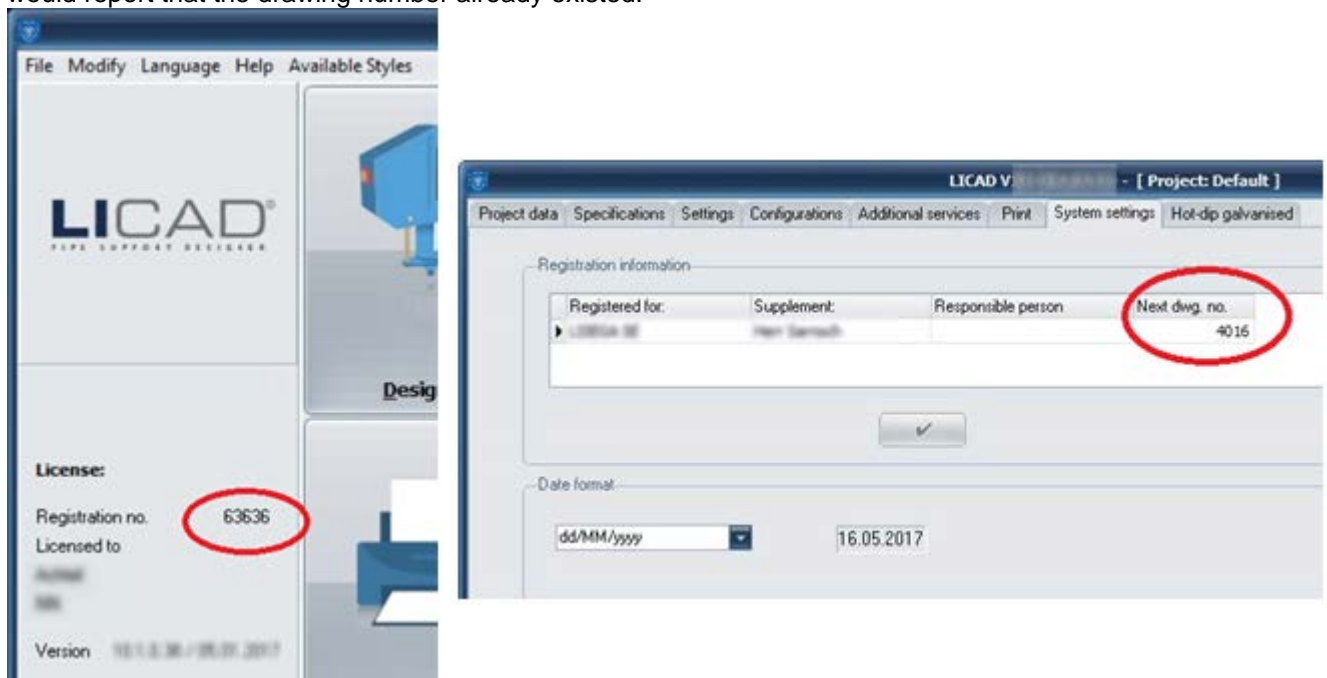 would report that the drawing number already existed.
File Modify Language Help Available Styles
LICAD®
PIPE SUPPORT DESIGNER
Desig
License:
Registration no. 63636
Licensed to
Version
LICAD V - [ Project: Default ]
Project data Specifications Settings Configurations Additional services Print System settings Hot-dip galvanised
Registration information
Registered for: Supplement: Responsible person Next dwg. no.
4016
Date format
dd/MM/yyyy 16.05.2017